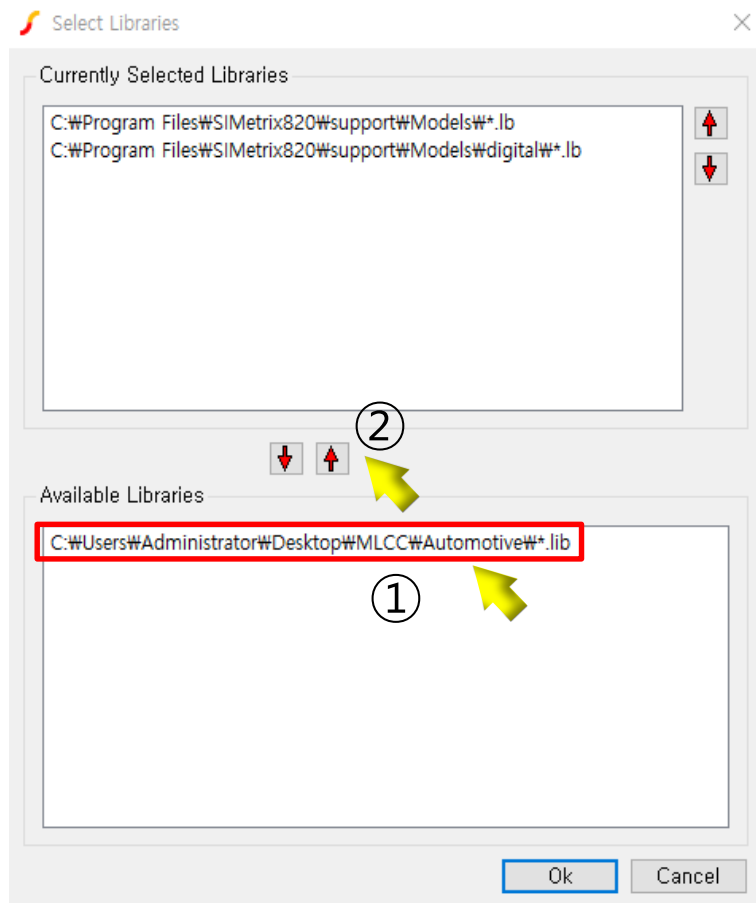 Select Libraries
Currently Selected Libraries
C:₩Program Files₩SIMetrix820₩support₩Models₩*.lb
C:₩Program Files₩SIMetrix820₩support₩Models₩digital₩*.lb
②
Available Libraries
C:₩Users₩Administrator₩Desktop₩MLCC₩Automotive₩*.lib
①
Ok Cancel